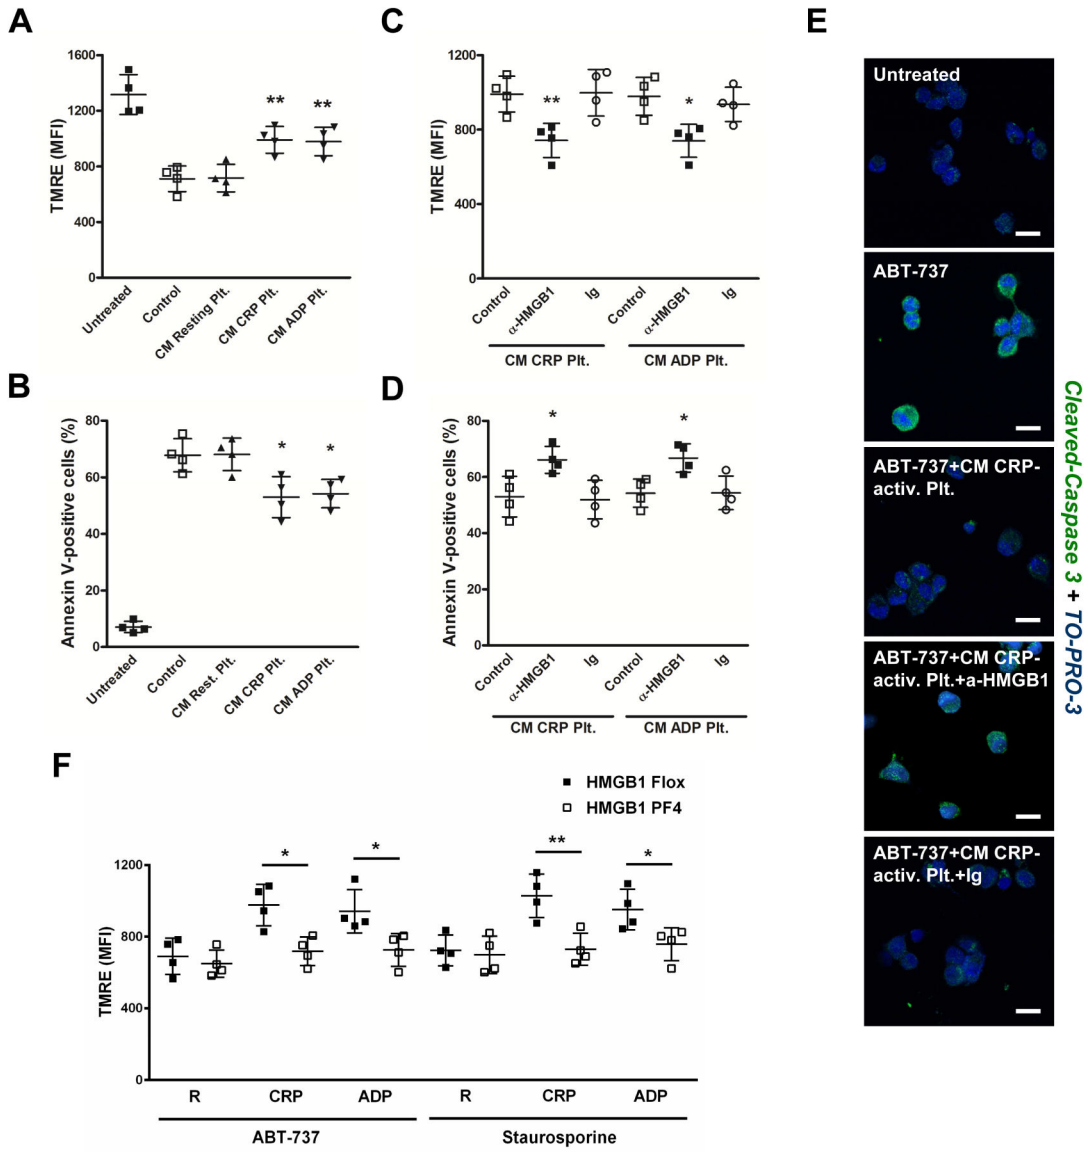 A
1600
1200
800
400
0
TMRE (MFI)
**
**
Untreated
Control
CM Resting Plt.
CM CRP Plt.
CM ADP Plt.
B
80
60
40
20
0
Annexin V-positive cells (%)
*
*
Untreated
Control
CM Rest. Plt.
CM CRP Plt.
CM ADP Plt.
C
1200
800
400
0
TMRE (MFI)
**
*
Control
α-HMGB1
Ig
Control
α-HMGB1
Ig
CM CRP Plt.
CM ADP Plt.
D
80
60
40
20
0
Annexin V-positive cells (%)
*
*
Control
α-HMGB1
Ig
Control
α-HMGB1
Ig
CM CRP Plt.
CM ADP Plt.
E
Untreated
ABT-737
ABT-737+CM CRP-
activ. Plt.
ABT-737+CM CRP-
activ. Plt.+a-HMGB1
ABT-737+CM CRP-
activ. Plt.+Ig
Cleaved-Caspase 3 + TO-PRO-3
F
HMGB1 Flox
HMGB1 PF4
1200
800
400
0
TMRE (MFI)
*
*
**
*
R
CRP
ADP
R
CRP
ADP
ABT-737
Staurosporine